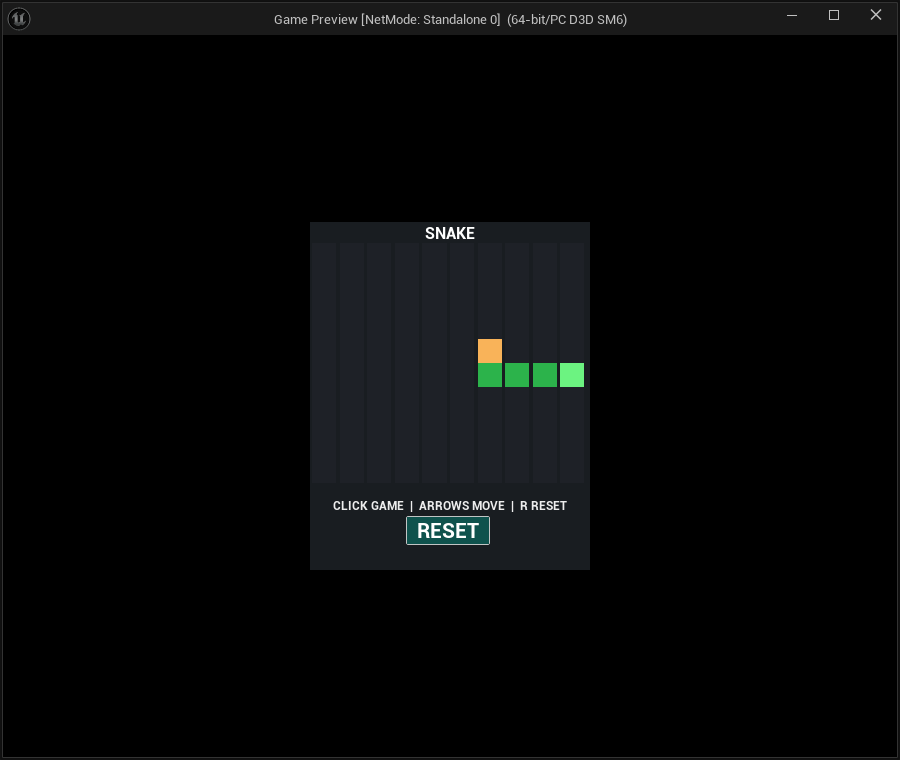 Game Preview [NetMode: Standalone 0] (64-bit/PC D3D SM6)
SNAKE
CLICK GAME | ARROWS MOVE | R RESET
RESET